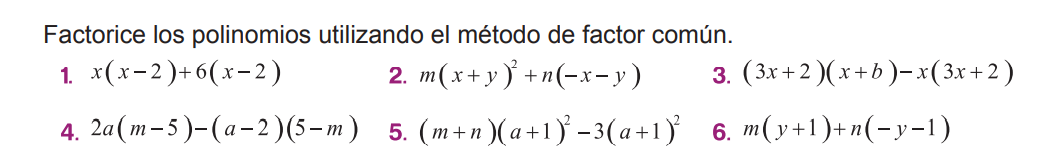 Factorice los polinomios utilizando el método de factor común.
1. x(x−2)+6(x−2) 2. m(x+y)²+n(−x−y) 3. (3x+2)(x+b)−x(3x+2)
4. 2a(m−5)−(a−2)(5−m) 5. (m+n)(a+1)²−3(a+1)² 6. m(y+1)+n(−y−1)